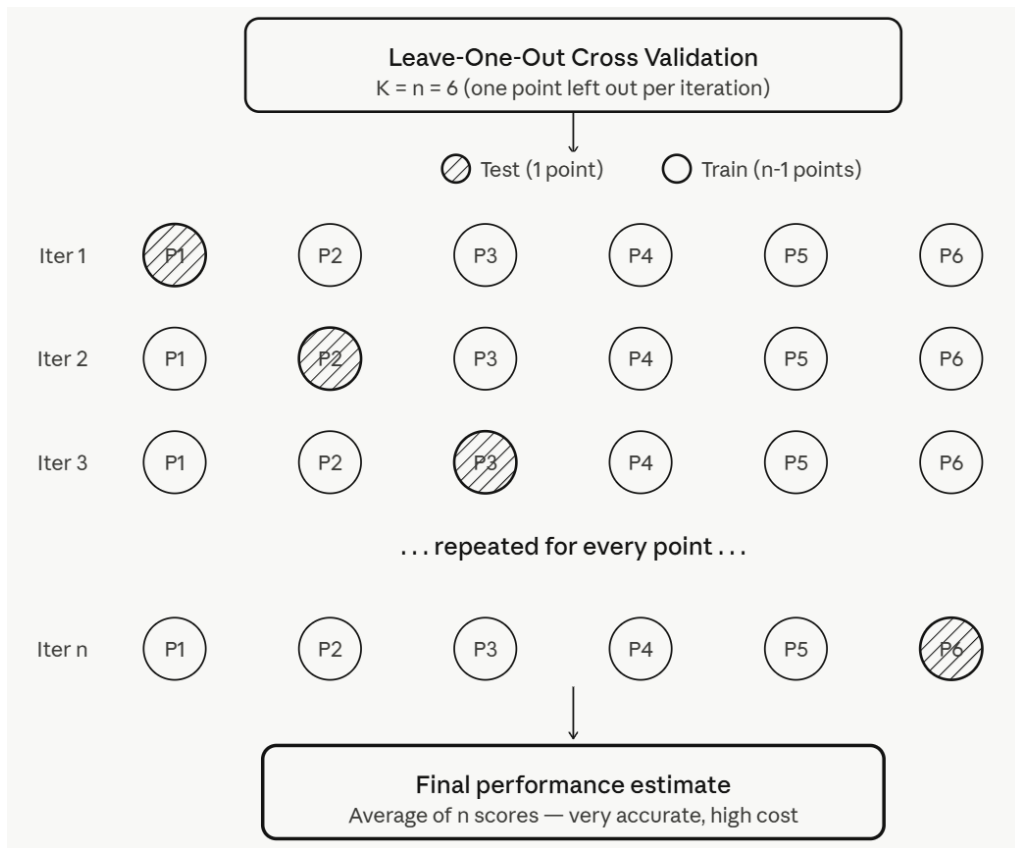 Leave-One-Out Cross Validation
K = n = 6 (one point left out per iteration)
Test (1 point) Train (n-1 points)
Iter 1 P1 P2 P3 P4 P5 P6
Iter 2 P1 P2 P3 P4 P5 P6
Iter 3 P1 P2 P3 P4 P5 P6
. . . repeated for every point . . .
Iter n P1 P2 P3 P4 P5 P6
Final performance estimate
Average of n scores — very accurate, high cost